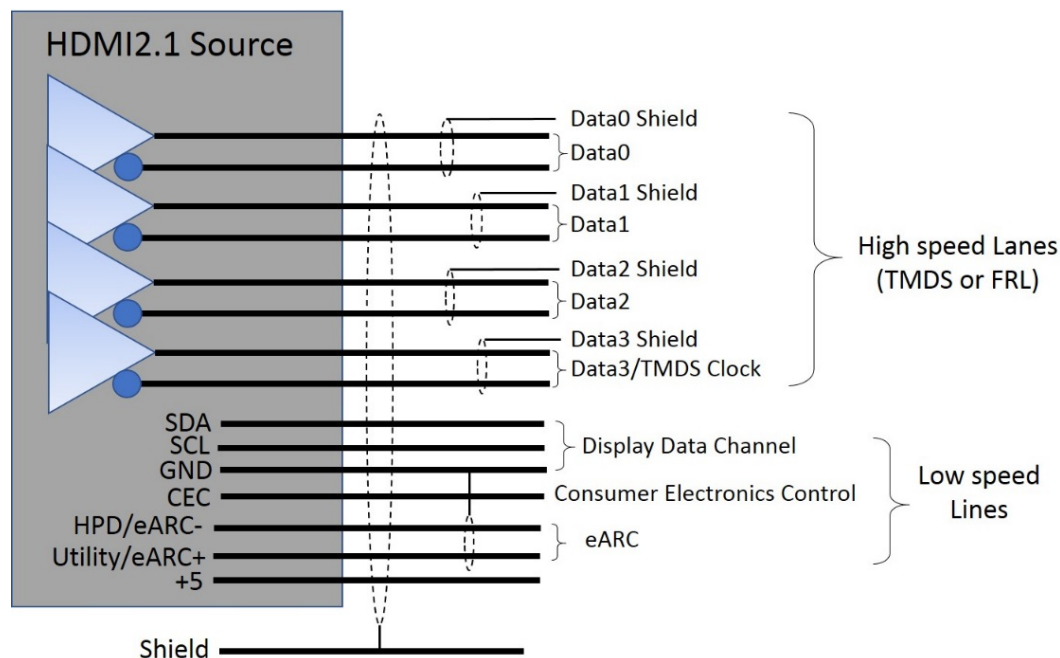 HDMI2.1 Source
Data0 Shield
Data0
Data1 Shield
Data1
High speed Lanes
(TMDS or FRL)
Data2 Shield
Data2
Data3 Shield
Data3/TMDS Clock
SDA
SCL
GND
CEC
HPD/eARC-
Utility/eARC+
+5
Display Data Channel
Consumer Electronics Control
eARC
Low speed
Lines
Shield